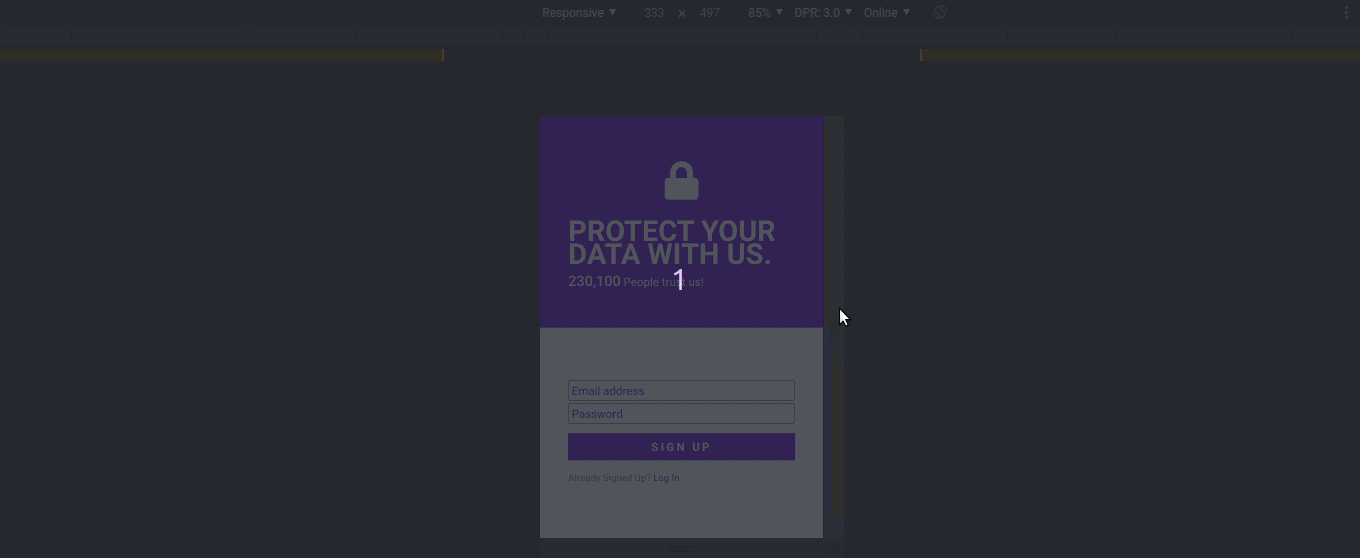 Responsive ▼ 333 × 497 85% ▼ DPR: 3.0 ▼ Online ▼
PROTECT YOUR
DATA WITH US.
1
230,100 People trust us!
Email address
Password
SIGN UP
Already Signed Up? Log In